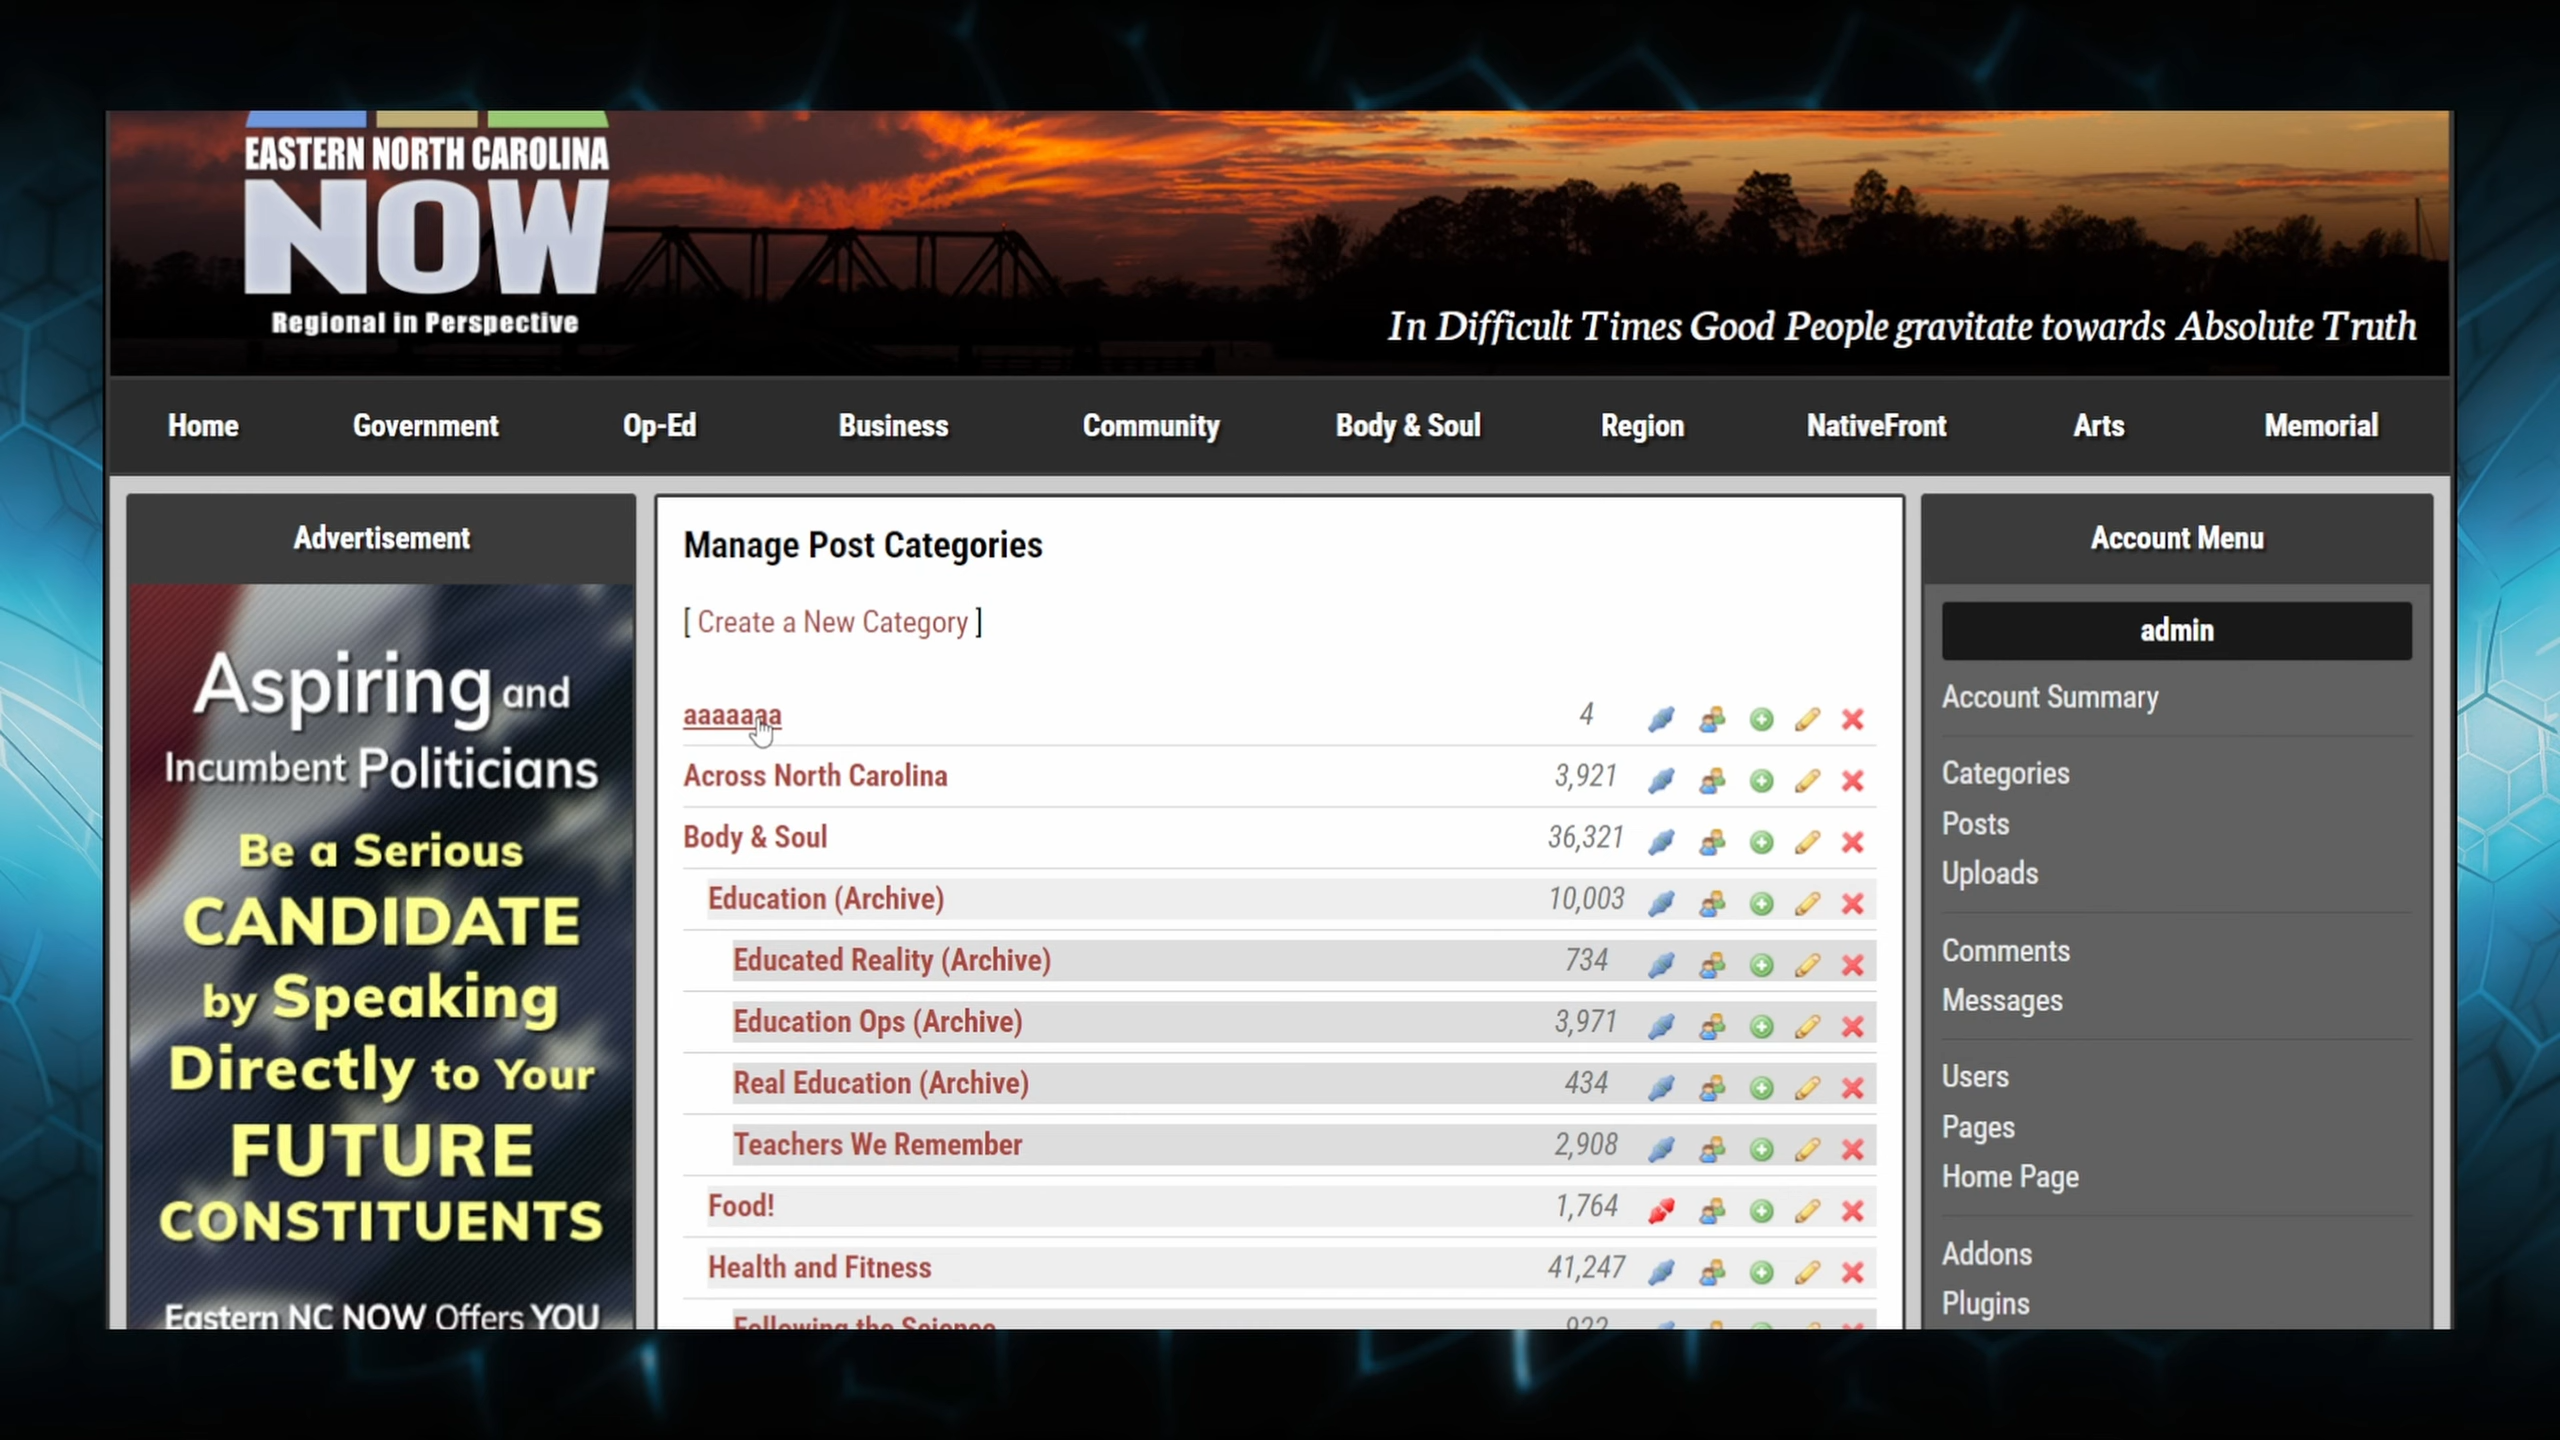 EASTERN NORTH CAROLINA
NOW
Regional in Perspective
In Difficult Times Good People gravitate towards Absolute Truth
Home Government Op-Ed Business Community Body & Soul Region NativeFront Arts Memorial
Advertisement
Aspiring and
Incumbent Politicians
Be a Serious
CANDIDATE
by Speaking
Directly to Your
FUTURE
CONSTITUENTS
Eastern NC NOW Offers YOU
Manage Post Categories
[ Create a New Category ]
aaaaaaa 4
Across North Carolina 3,921
Body & Soul 36,321
Education (Archive) 10,003
Educated Reality (Archive) 734
Education Ops (Archive) 3,971
Real Education (Archive) 434
Teachers We Remember 2,908
Food! 1,764
Health and Fitness 41,247
Following the Science 922
Account Menu
admin
Account Summary
Categories
Posts
Uploads
Comments
Messages
Users
Pages
Home Page
Addons
Plugins